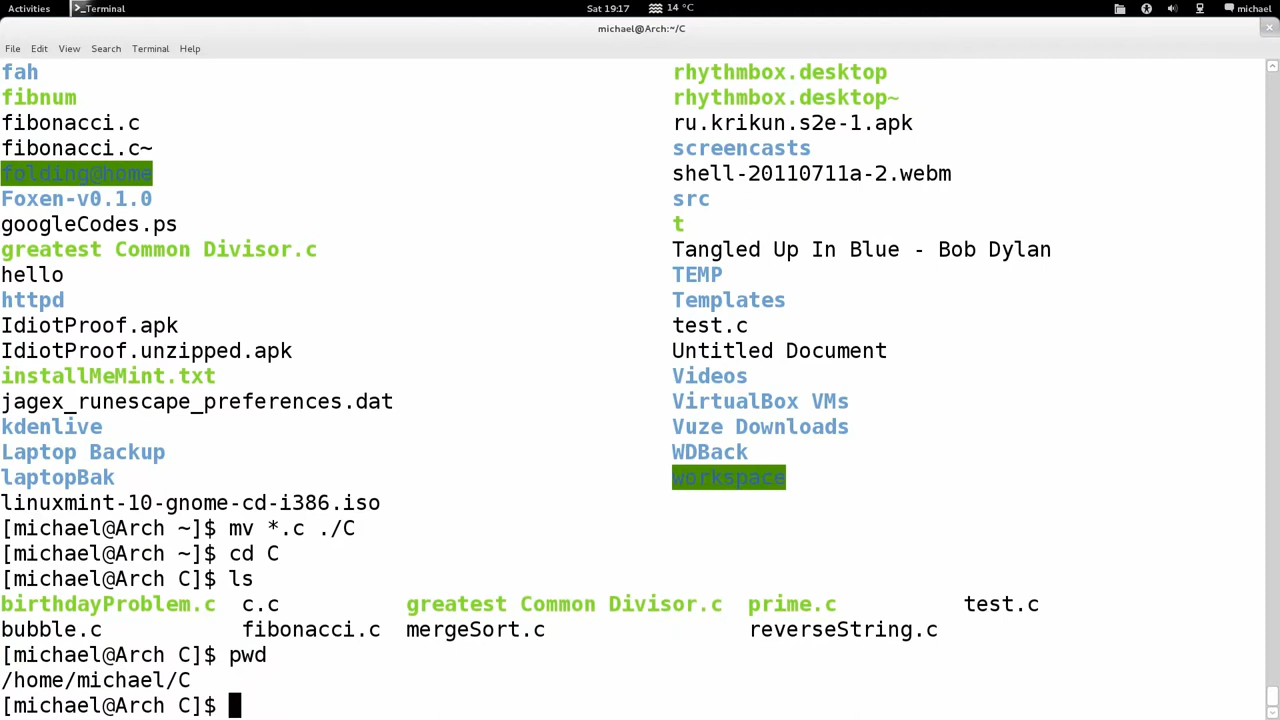 Activities >_Terminal Sat 19:17 14 °C michael
michael@Arch:~/C
File Edit View Search Terminal Help
fah rhythmbox.desktop
fibnum rhythmbox.desktop~
fibonacci.c ru.krikun.s2e-1.apk
fibonacci.c~ screencasts
folding@home shell-20110711a-2.webm
Foxen-v0.1.0 src
googleCodes.ps t
greatest Common Divisor.c Tangled Up In Blue - Bob Dylan
hello TEMP
httpd Templates
IdiotProof.apk test.c
IdiotProof.unzipped.apk Untitled Document
installMeMint.txt Videos
jagex_runescape_preferences.dat VirtualBox VMs
kdenlive Vuze Downloads
Laptop Backup WDBack
laptopBak workspace
linuxmint-10-gnome-cd-i386.iso
[michael@Arch ~]$ mv *.c ./C
[michael@Arch ~]$ cd C
[michael@Arch C]$ ls
birthdayProblem.c c.c greatest Common Divisor.c prime.c test.c
bubble.c fibonacci.c mergeSort.c reverseString.c
[michael@Arch C]$ pwd
/home/michael/C
[michael@Arch C]$